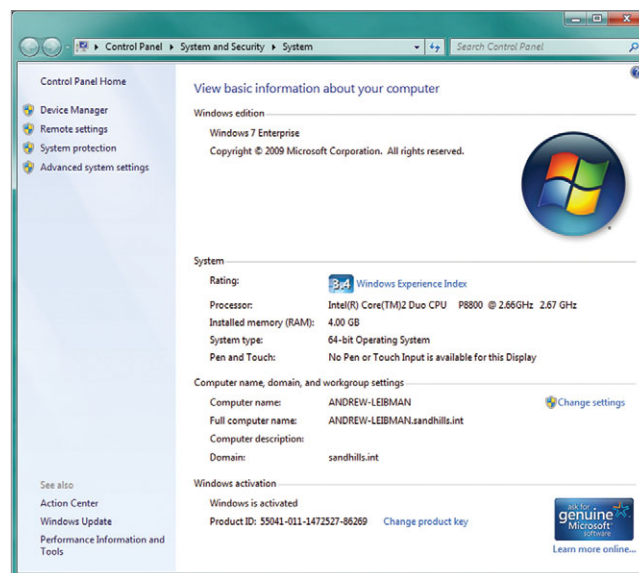 Control Panel ▸ System and Security ▸ System
Search Control Panel
Control Panel Home
Device Manager
Remote settings
System protection
Advanced system settings
View basic information about your computer
Windows edition
Windows 7 Enterprise
Copyright © 2009 Microsoft Corporation. All rights reserved.
System
Rating: 3,4 Windows Experience Index
Processor: Intel(R) Core(TM)2 Duo CPU P8800 @ 2.66GHz 2.67 GHz
Installed memory (RAM): 4.00 GB
System type: 64-bit Operating System
Pen and Touch: No Pen or Touch Input is available for this Display
Computer name, domain, and workgroup settings
Computer name: ANDREW-LEIBMAN
Change settings
Full computer name: ANDREW-LEIBMAN.sandhills.int
Computer description:
Domain: sandhills.int
Windows activation
Windows is activated
Product ID: 55041-011-1472527-86269 Change product key
ask for
genuine
Microsoft
software
Learn more online...
See also
Action Center
Windows Update
Performance Information and
Tools